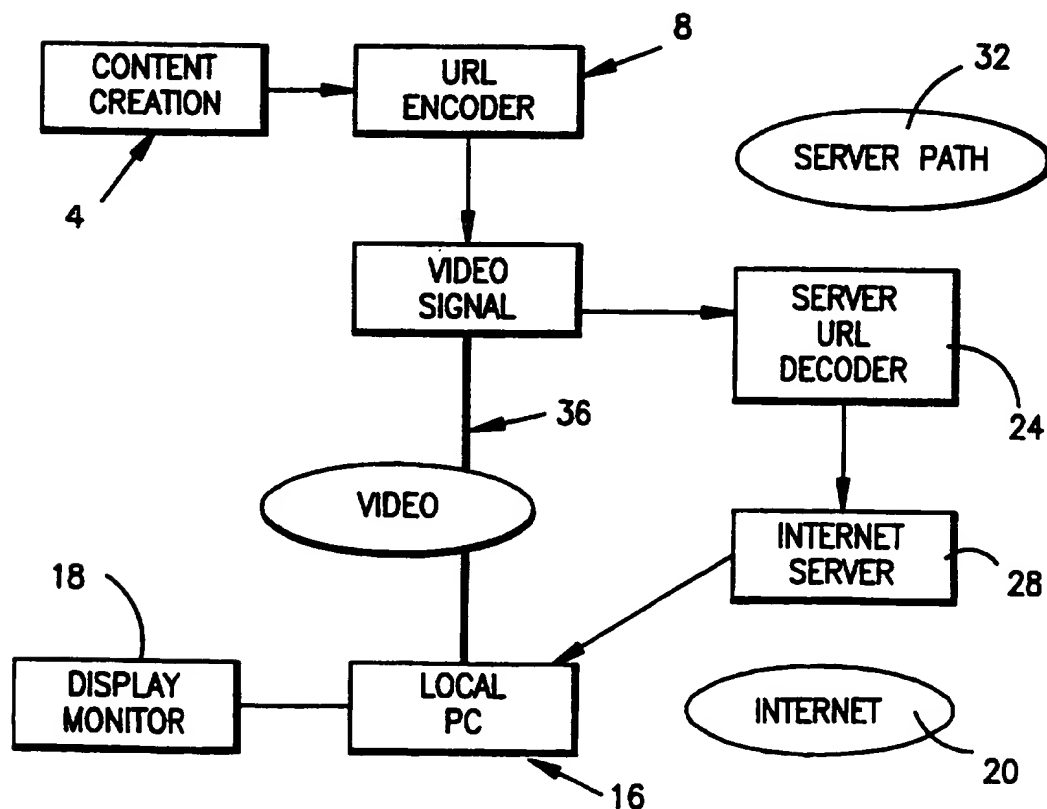 8
CONTENT
CREATION
URL
ENCODER
32
SERVER PATH
4
VIDEO
SIGNAL
SERVER
URL
DECODER
36
24
VIDEO
INTERNET
SERVER
28
18
DISPLAY
MONITOR
LOCAL
PC
INTERNET
20
16